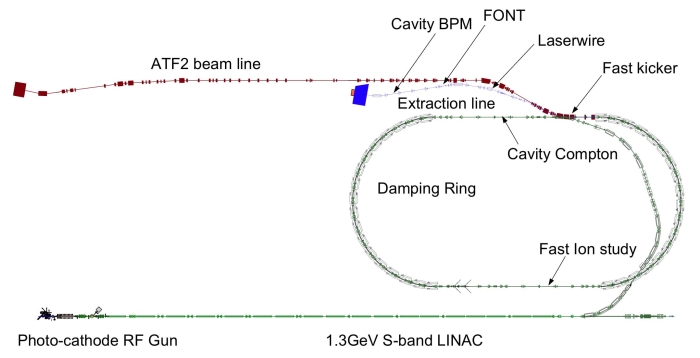 Cavity BPM
FONT
Laserwire
ATF2 beam line
Fast kicker
Extraction line
Cavity Compton
Damping Ring
Fast Ion study
Photo-cathode RF Gun
1.3GeV S-band LINAC